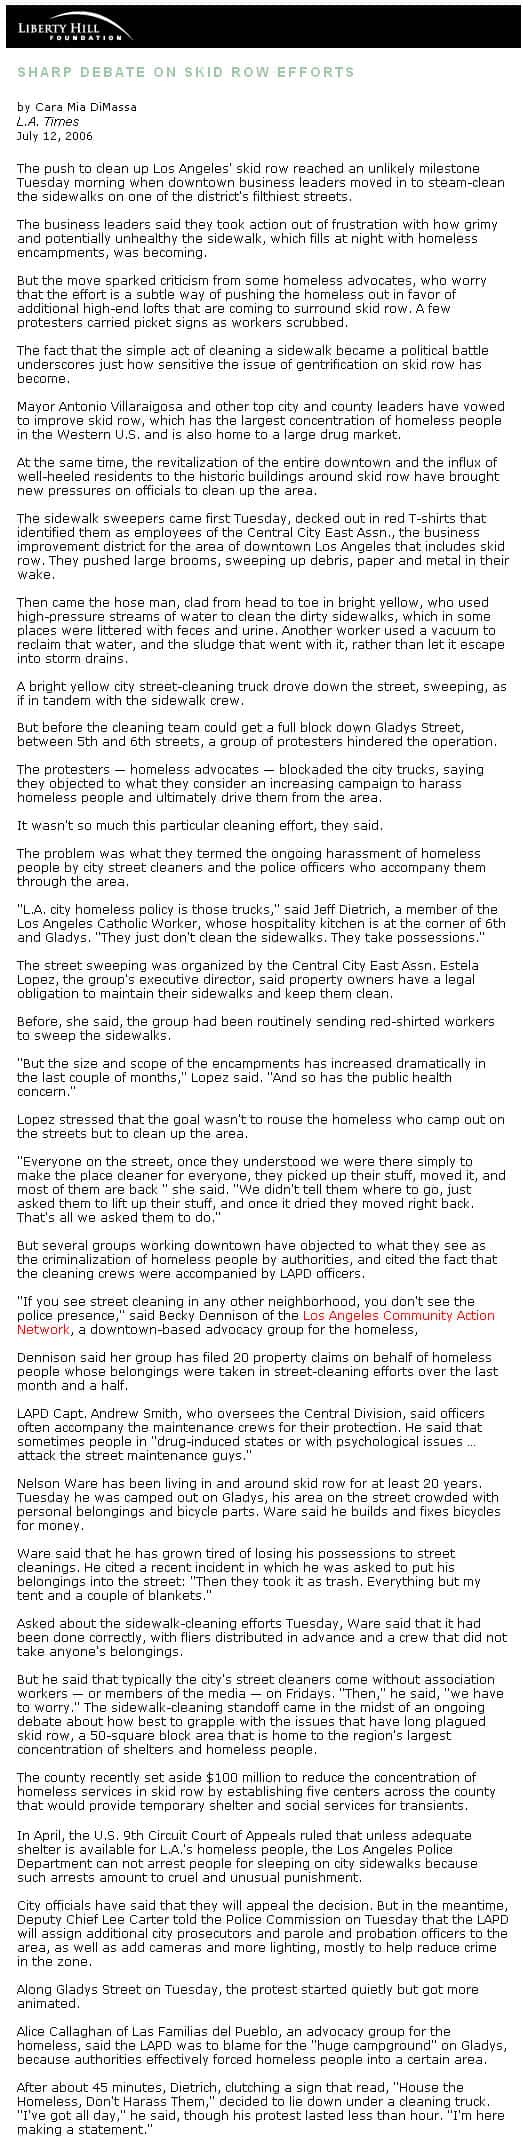 LIBERTY HILL
FOUNDATION
SHARP DEBATE ON SKID ROW EFFORTS
by Cara Mia DiMassa
L.A. Times
July 12, 2006
The push to clean up Los Angeles' skid row reached an unlikely milestone
Tuesday morning when downtown business leaders moved in to steam-clean
the sidewalks on one of the district's filthiest streets.
The business leaders said they took action out of frustration with how grimy
and potentially unhealthy the sidewalk, which fills at night with homeless
encampments, was becoming.
But the move sparked criticism from some homeless advocates, who worry
that the effort is a subtle way of pushing the homeless out in favor of
additional high-end lofts that are coming to surround skid row. A few
protesters carried picket signs as workers scrubbed.
The fact that the simple act of cleaning a sidewalk became a political battle
underscores just how sensitive the issue of gentrification on skid row has
become.
Mayor Antonio Villaraigosa and other top city and county leaders have vowed
to improve skid row, which has the largest concentration of homeless people
in the Western U.S. and is also home to a large drug market.
At the same time, the revitalization of the entire downtown and the influx of
well-heeled residents to the historic buildings around skid row have brought
new pressures on officials to clean up the area.
The sidewalk sweepers came first Tuesday, decked out in red T-shirts that
identified them as employees of the Central City East Assn., the business
improvement district for the area of downtown Los Angeles that includes skid
row. They pushed large brooms, sweeping up debris, paper and metal in their
wake.
Then came the hose man, clad from head to toe in bright yellow, who used
high-pressure streams of water to clean the dirty sidewalks, which in some
places were littered with feces and urine. Another worker used a vacuum to
reclaim that water, and the sludge that went with it, rather than let it escape
into storm drains.
A bright yellow city street-cleaning truck drove down the street, sweeping, as
if in tandem with the sidewalk crew.
But before the cleaning team could get a full block down Gladys Street,
between 5th and 6th streets, a group of protesters hindered the operation.
The protesters — homeless advocates — blockaded the city trucks, saying
they objected to what they consider an increasing campaign to harass
homeless people and ultimately drive them from the area.
It wasn't so much this particular cleaning effort, they said.
The problem was what they termed the ongoing harassment of homeless
people by city street cleaners and the police officers who accompany them
through the area.
"L.A. city homeless policy is those trucks," said Jeff Dietrich, a member of the
Los Angeles Catholic Worker, whose hospitality kitchen is at the corner of 6th
and Gladys. "They just don't clean the sidewalks. They take possessions."
The street sweeping was organized by the Central City East Assn. Estela
Lopez, the group's executive director, said property owners have a legal
obligation to maintain their sidewalks and keep them clean.
Before, she said, the group had been routinely sending red-shirted workers
to sweep the sidewalks.
"But the size and scope of the encampments has increased dramatically in
the last couple of months," Lopez said. "And so has the public health
concern."
Lopez stressed that the goal wasn't to rouse the homeless who camp out on
the streets but to clean up the area.
"Everyone on the street, once they understood we were there simply to
make the place cleaner for everyone, they picked up their stuff, moved it, and
most of them are back " she said. "We didn't tell them where to go, just
asked them to lift up their stuff, and once it dried they moved right back.
That's all we asked them to do."
But several groups working downtown have objected to what they see as
the criminalization of homeless people by authorities, and cited the fact that
the cleaning crews were accompanied by LAPD officers.
"If you see street cleaning in any other neighborhood, you don't see the
police presence," said Becky Dennison of the Los Angeles Community Action
Network, a downtown-based advocacy group for the homeless,
Dennison said her group has filed 20 property claims on behalf of homeless
people whose belongings were taken in street-cleaning efforts over the last
month and a half.
LAPD Capt. Andrew Smith, who oversees the Central Division, said officers
often accompany the maintenance crews for their protection. He said that
sometimes people in "drug-induced states or with psychological issues ...
attack the street maintenance guys."
Nelson Ware has been living in and around skid row for at least 20 years.
Tuesday he was camped out on Gladys, his area on the street crowded with
personal belongings and bicycle parts. Ware said he builds and fixes bicycles
for money.
Ware said that he has grown tired of losing his possessions to street
cleanings. He cited a recent incident in which he was asked to put his
belongings into the street: "Then they took it as trash. Everything but my
tent and a couple of blankets."
Asked about the sidewalk-cleaning efforts Tuesday, Ware said that it had
been done correctly, with fliers distributed in advance and a crew that did not
take anyone's belongings.
But he said that typically the city's street cleaners come without association
workers — or members of the media — on Fridays. "Then," he said, "we have
to worry." The sidewalk-cleaning standoff came in the midst of an ongoing
debate about how best to grapple with the issues that have long plagued
skid row, a 50-square block area that is home to the region's largest
concentration of shelters and homeless people.
The county recently set aside $100 million to reduce the concentration of
homeless services in skid row by establishing five centers across the county
that would provide temporary shelter and social services for transients.
In April, the U.S. 9th Circuit Court of Appeals ruled that unless adequate
shelter is available for L.A.'s homeless people, the Los Angeles Police
Department can not arrest people for sleeping on city sidewalks because
such arrests amount to cruel and unusual punishment.
City officials have said that they will appeal the decision. But in the meantime,
Deputy Chief Lee Carter told the Police Commission on Tuesday that the LAPD
will assign additional city prosecutors and parole and probation officers to the
area, as well as add cameras and more lighting, mostly to help reduce crime
in the zone.
Along Gladys Street on Tuesday, the protest started quietly but got more
animated.
Alice Callaghan of Las Familias del Pueblo, an advocacy group for the
homeless, said the LAPD was to blame for the "huge campground" on Gladys,
because authorities effectively forced homeless people into a certain area.
After about 45 minutes, Dietrich, clutching a sign that read, "House the
Homeless, Don't Harass Them," decided to lie down under a cleaning truck.
"I've got all day," he said, though his protest lasted less than hour. "I'm here
making a statement."